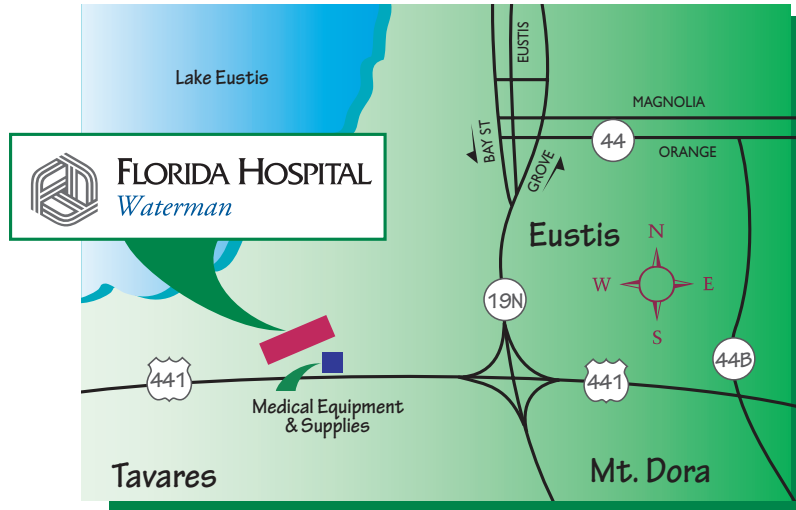 Lake Eustis
EUSTIS
MAGNOLIA
BAY ST
44
ORANGE
GROVE
FLORIDA HOSPITAL
Waterman
Eustis
N
W
E
S
19N
441
441
44B
Medical Equipment
& Supplies
Tavares
Mt. Dora